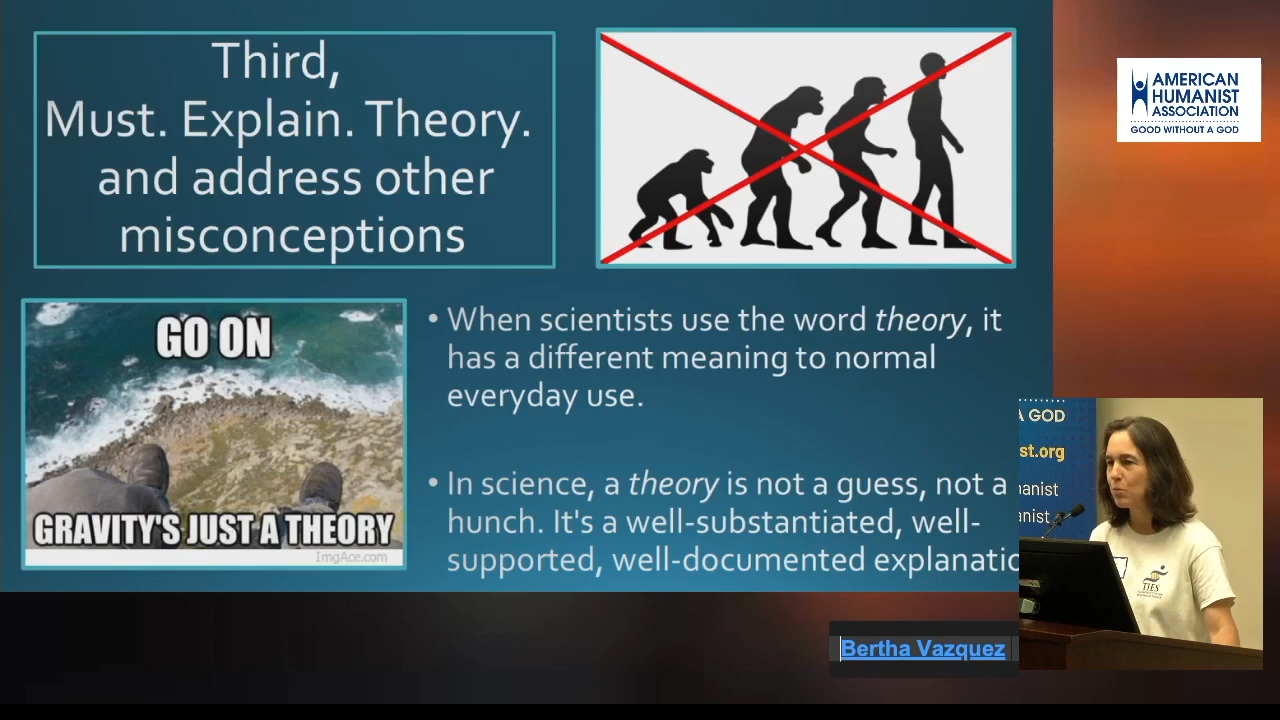 Third,
Must. Explain. Theory.
and address other
misconceptions
GO ON
GRAVITY'S JUST A THEORY
ImgAce.com
• When scientists use the word theory, it
has a different meaning to normal
everyday use.
• In science, a theory is not a guess, not a
hunch. It's a well-substantiated, well-
supported, well-documented explanatio
AMERICAN
HUMANIST
ASSOCIATION
GOOD WITHOUT A GOD
A GOD
st.org
anist
anist
TIES
Bertha Vazquez